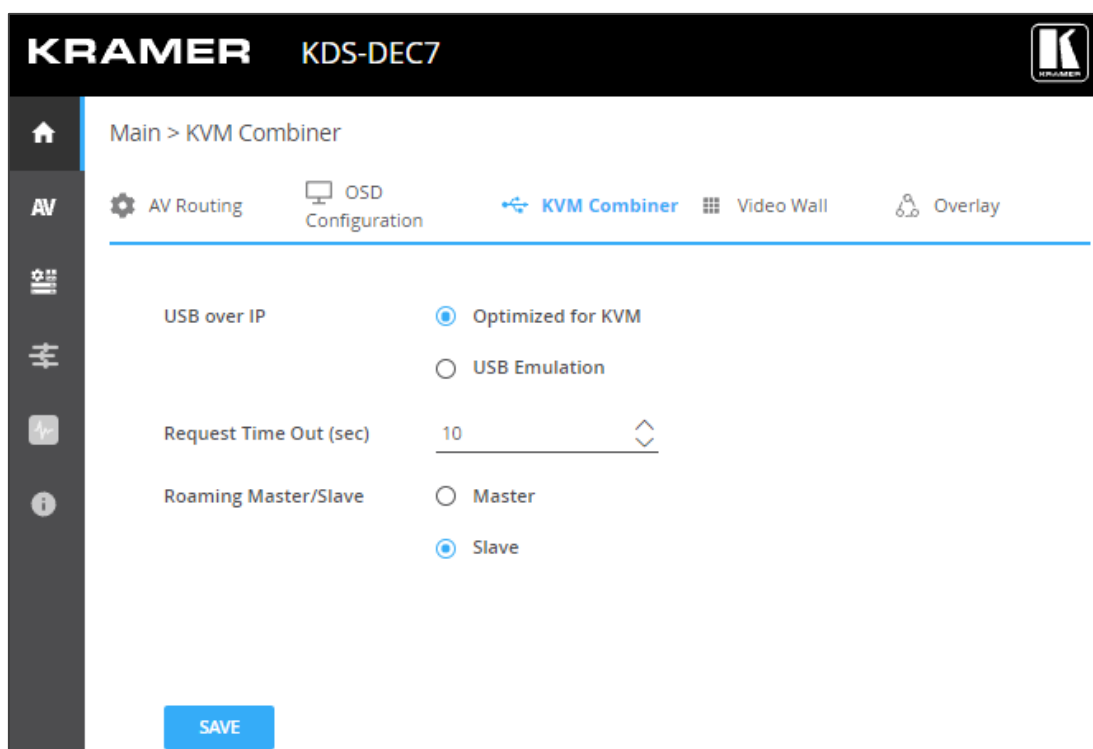 KRAMER KDS-DEC7
KRAMER
Main > KVM Combiner
AV
AV Routing
OSD
Configuration
KVM Combiner
Video Wall
Overlay
USB over IP
Optimized for KVM
USB Emulation
Request Time Out (sec)
10
Roaming Master/Slave
Master
Slave
SAVE